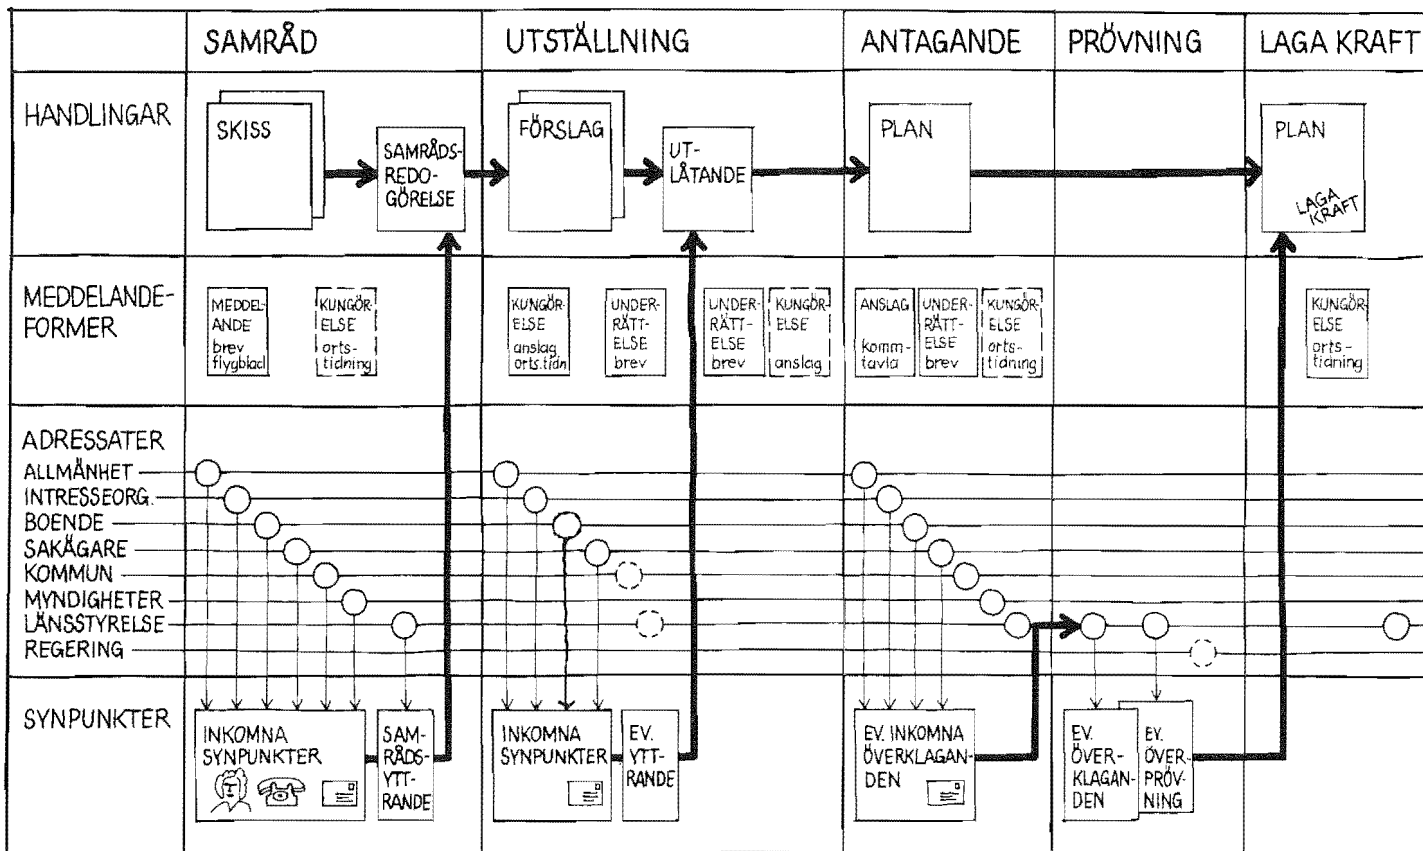 SAMRÅD
UTSTÄLLNING
ANTAGANDE
PRÖVNING
LAGA KRAFT
HANDLINGAR
SKISS
SAMRÅDS-
REDO-
GÖRELSE
FÖRSLAG
UT-
LÅTANDE
PLAN
PLAN
LAGA
KRAFT
MEDDELANDE-
FORMER
MEDDEL-
ANDE
brev
flygblad
KUNGÖR-
ELSE
orts-
tidning
KUNGÖR-
ELSE
anslag
orts.tidn
UNDER-
RÄTT-
ELSE
brev
UNDER-
RÄTT-
ELSE
brev
KUNGÖR-
ELSE
anslag
ANSLAG
komm-
tavla
UNDER-
RÄTT-
ELSE
brev
KUNGÖR-
ELSE
orts-
tidning
KUNGÖR-
ELSE
orts-
tidning
ADRESSATER
ALLMÄNHET
INTRESSEORG.
BOENDE
SAKÄGARE
KOMMUN
MYNDIGHETER
LÄNSSTYRELSE
REGERING
SYNPUNKTER
INKOMNA
SYNPUNKTER
SAM-
RÅDS-
YTT-
RANDE
INKOMNA
SYNPUNKTER
EV.
YTT-
RANDE
EV. INKOMNA
ÖVERKLAGAN-
DEN
EV.
ÖVER-
KLAGAN-
DEN
EV.
ÖVER-
PRÖV-
NING